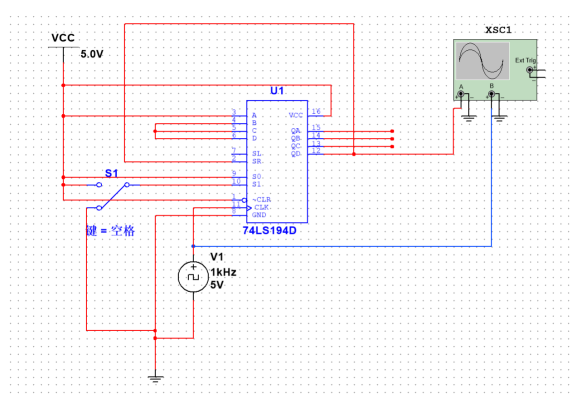 XSC1
VCC
5.0V
Ext Trig
A
B
U1
3
A
VCC
16
4
B
5
C
QA
15
6
D
QB
14
QC
13
7
SL
QD
12
2
SR
9
S0
10
S1
S1
1
~CLR
11
CLK
8
GND
键 = 空格
74LS194D
V1
1kHz
5V